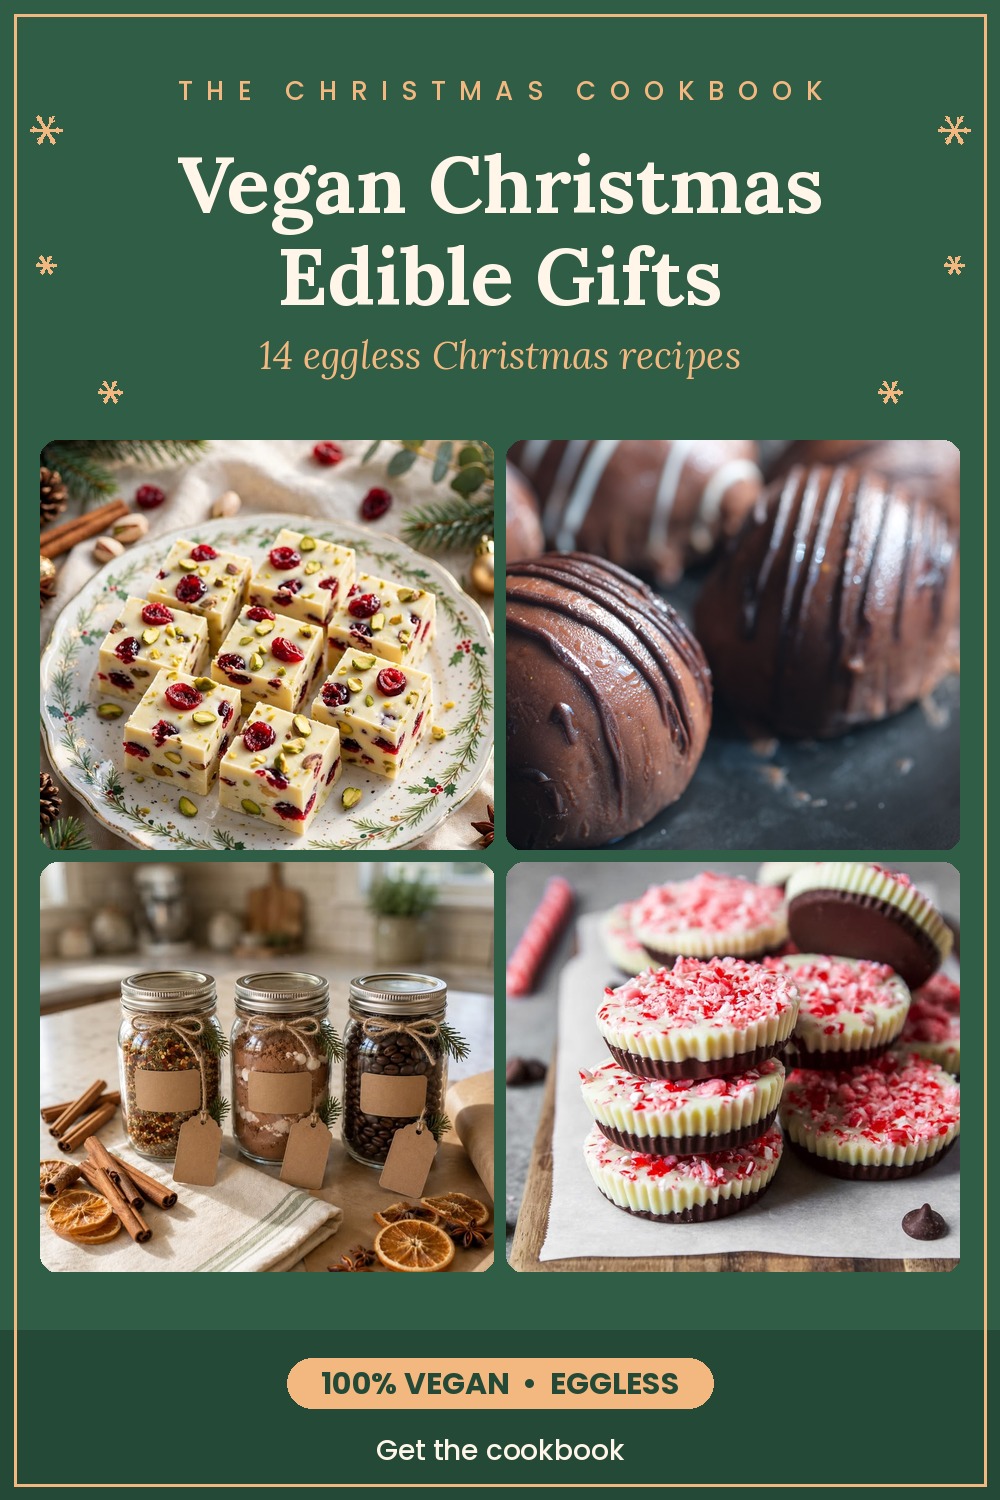 THE CHRISTMAS COOKBOOK
Vegan Christmas
Edible Gifts
14 eggless Christmas recipes
100% VEGAN • EGGLESS
Get the cookbook